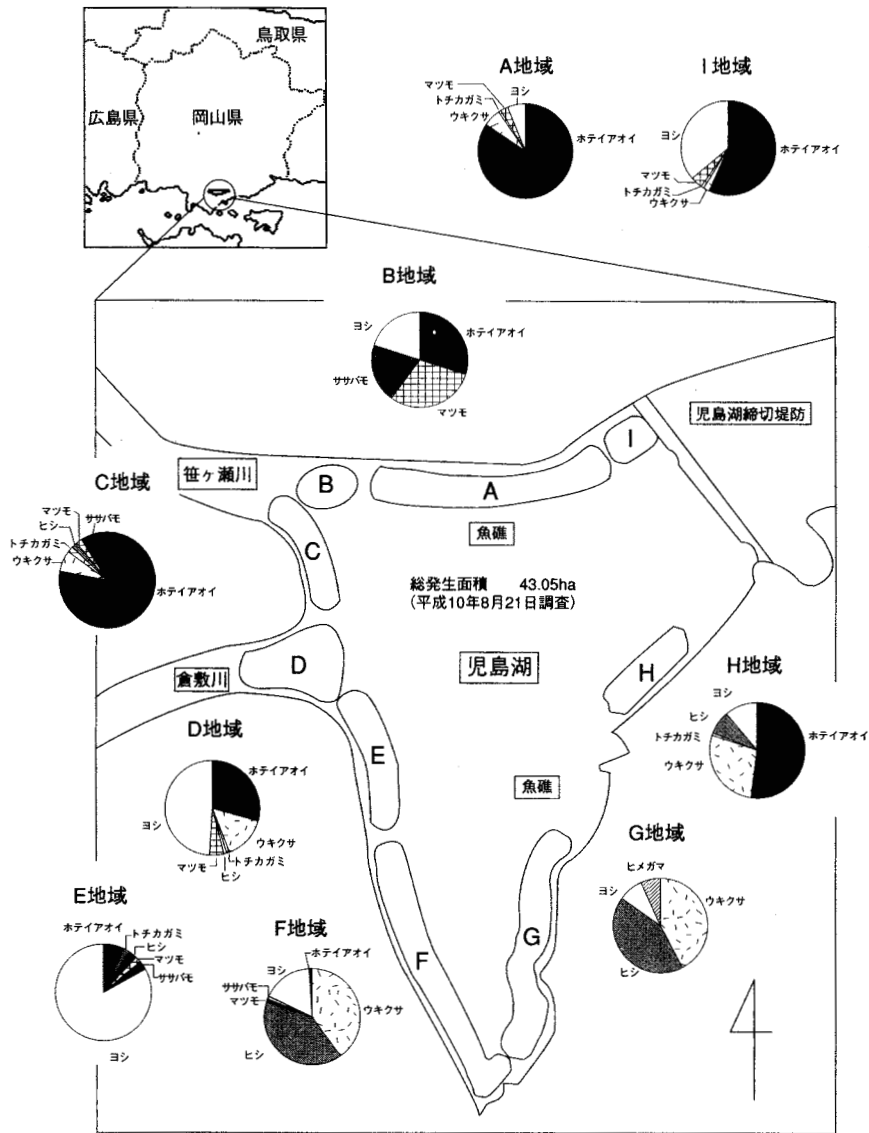 鳥取県
広島県
岡山県
A地域
マツモ
トチカガミ
ウキクサ
ヨシ
ホテイアオイ
I地域
ヨシ
ホテイアオイ
マツモ
トチカガミ
ウキクサ
B地域
ヨシ
ホテイアオイ
ササバモ
マツモ
児島湖締切堤防
I
笹ヶ瀬川
B
A
C地域
マツモ
ササバモ
ヒシ
トチカガミ
ウキクサ
ホテイアオイ
C
魚礁
総発生面積 43.05ha
(平成10年8月21日調査)
D
児島湖
H
倉敷川
H地域
ヨシ
ヒシ
トチカガミ
ウキクサ
ホテイアオイ
D地域
ホテイアオイ
ヨシ
ウキクサ
マツモ
トチカガミ
ヒシ
E
魚礁
G地域
ヒメガマ
ヨシ
ウキクサ
ヒシ
E地域
ホテイアオイ
トチカガミ
ヒシ
マツモ
ササバモ
ヨシ
F地域
ホテイアオイ
ヨシ
ササバモ
マツモ
ウキクサ
ヒシ
F
G